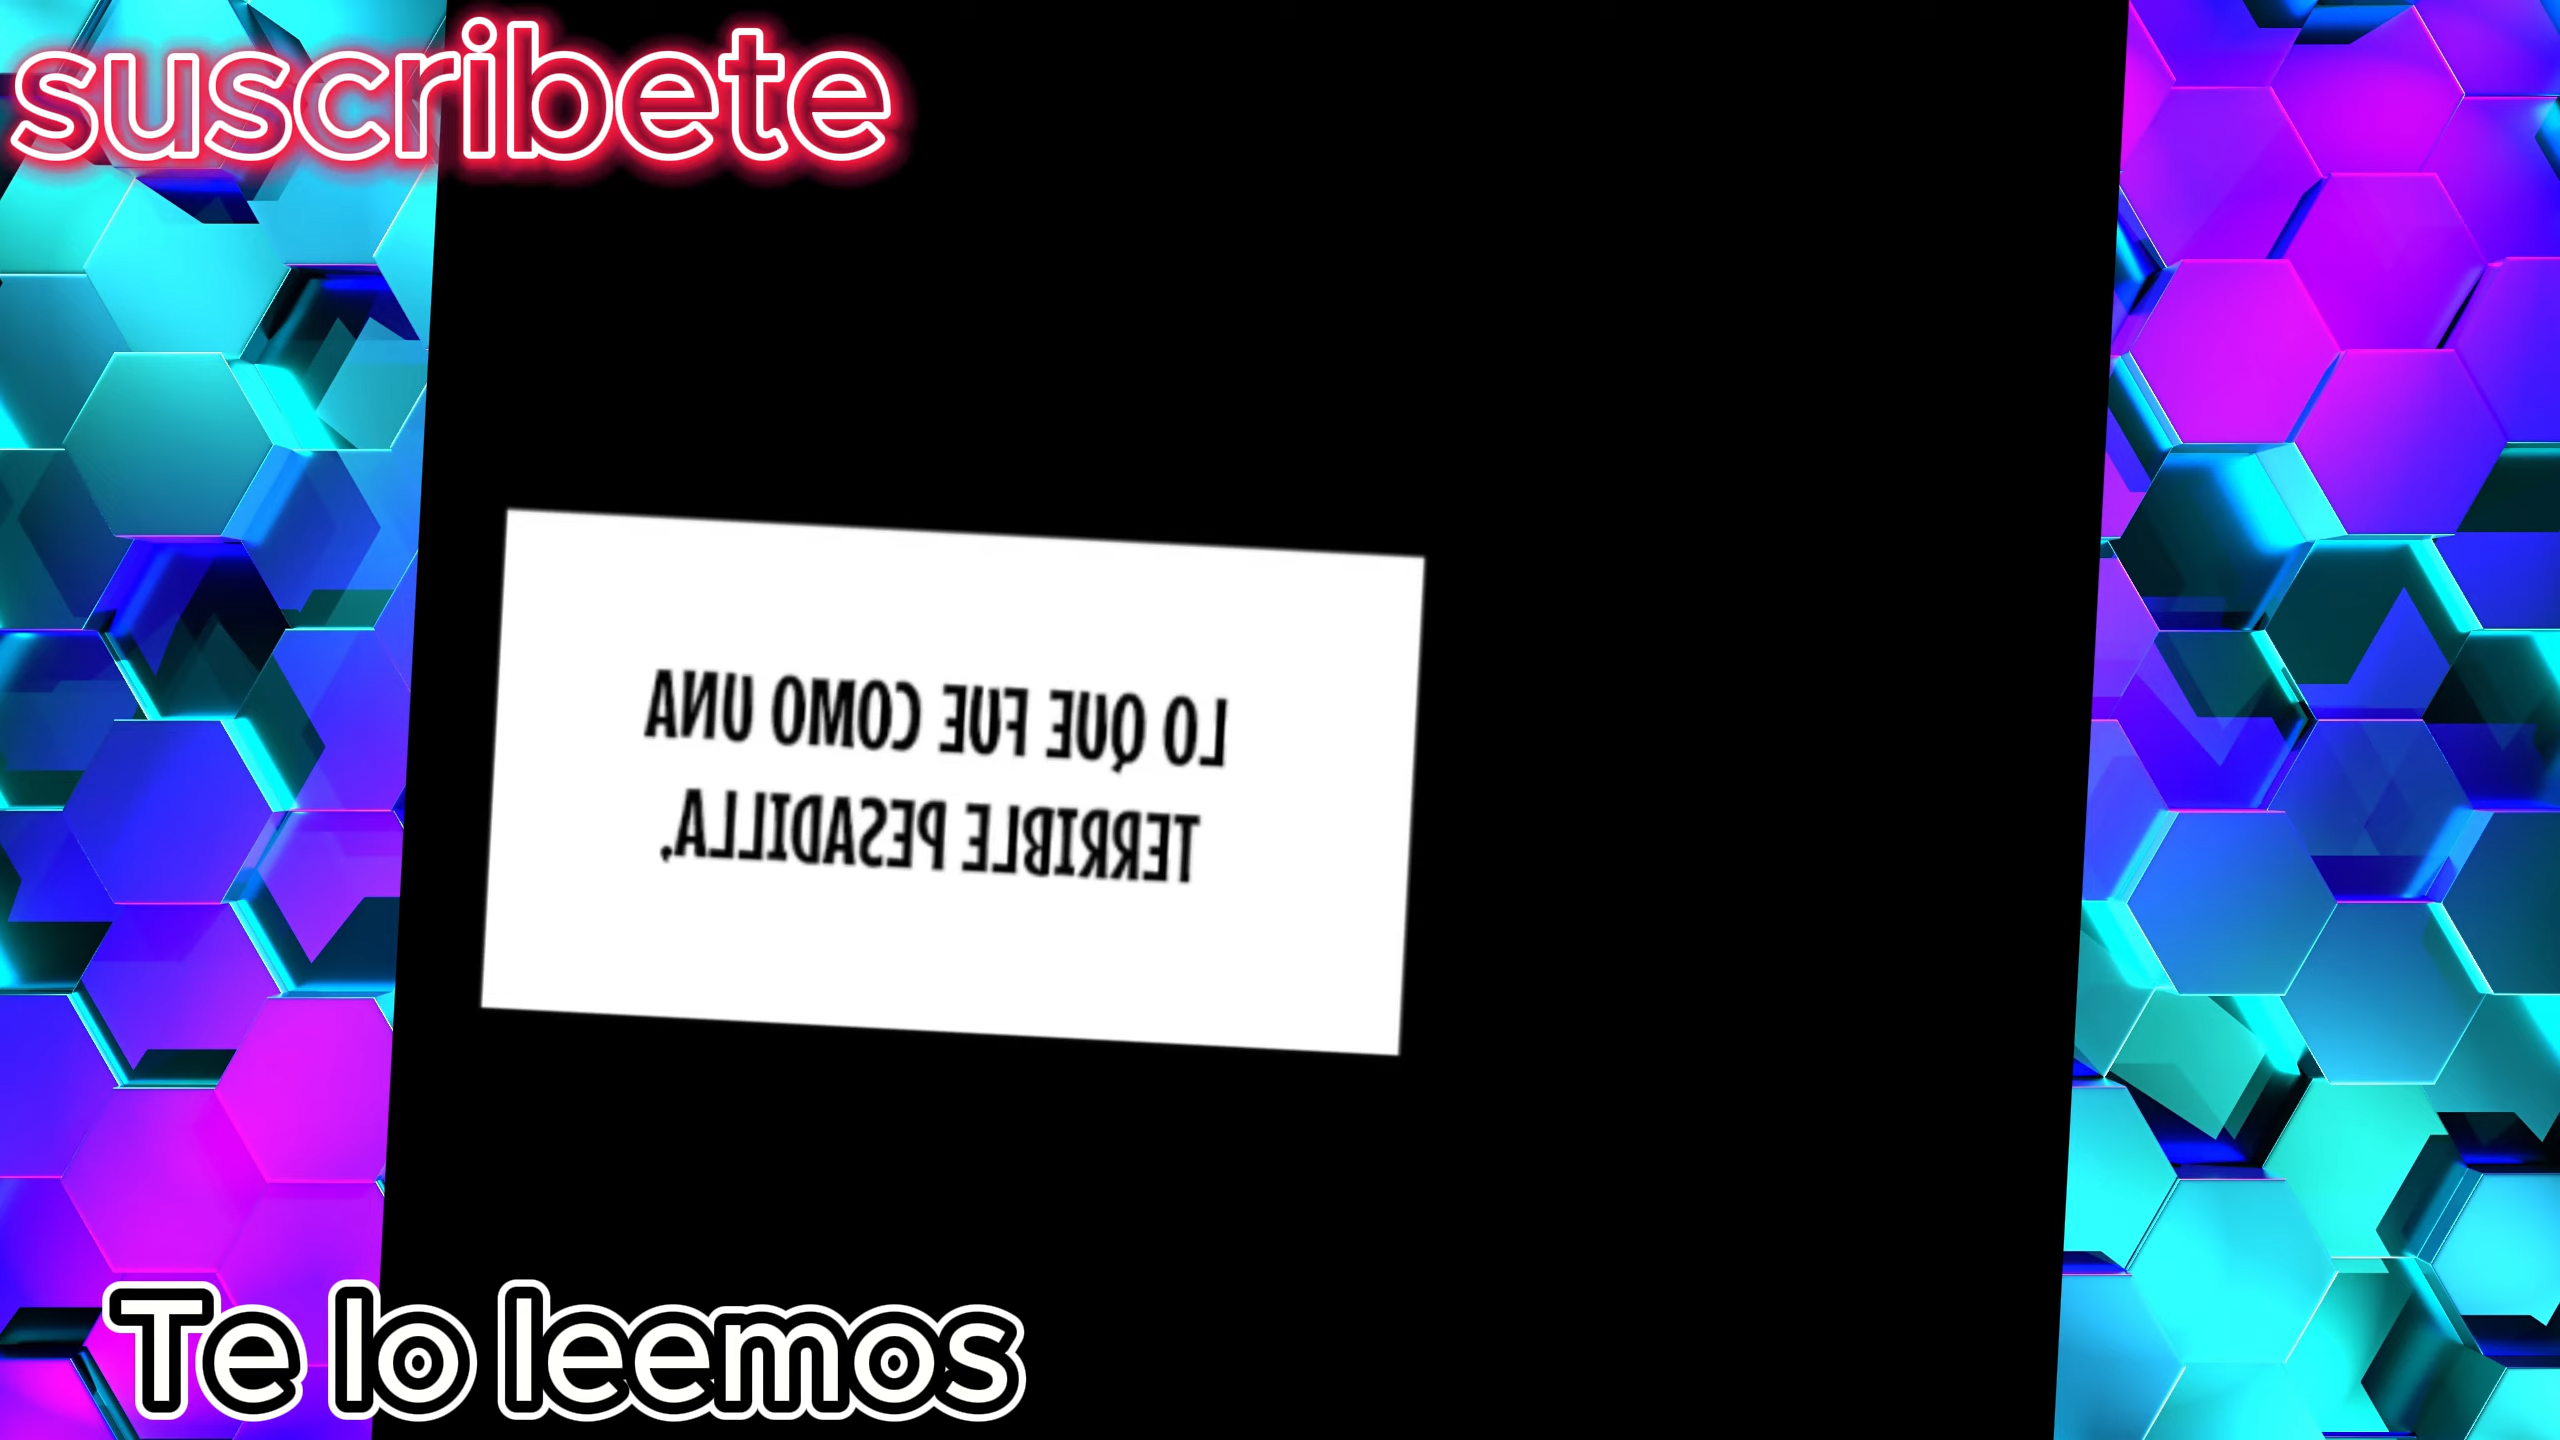 suscribete
LO QUE FUE COMO UNA
TERRIBLE PESADILLA,
Te lo leemos